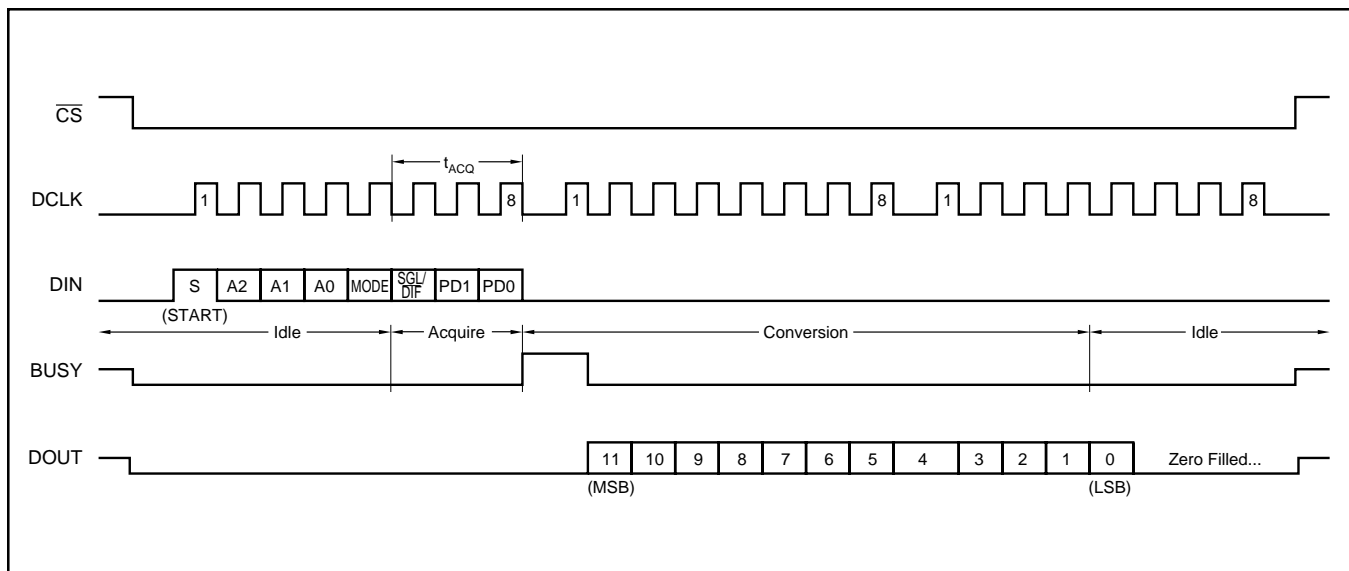 CS
t_ACQ
DCLK 1 8 1 8 1 8
DIN S A2 A1 A0 MODE SGL/DIF PD1 PD0
(START)
Idle Acquire Conversion Idle
BUSY
DOUT 11 10 9 8 7 6 5 4 3 2 1 0 Zero Filled...
(MSB) (LSB)